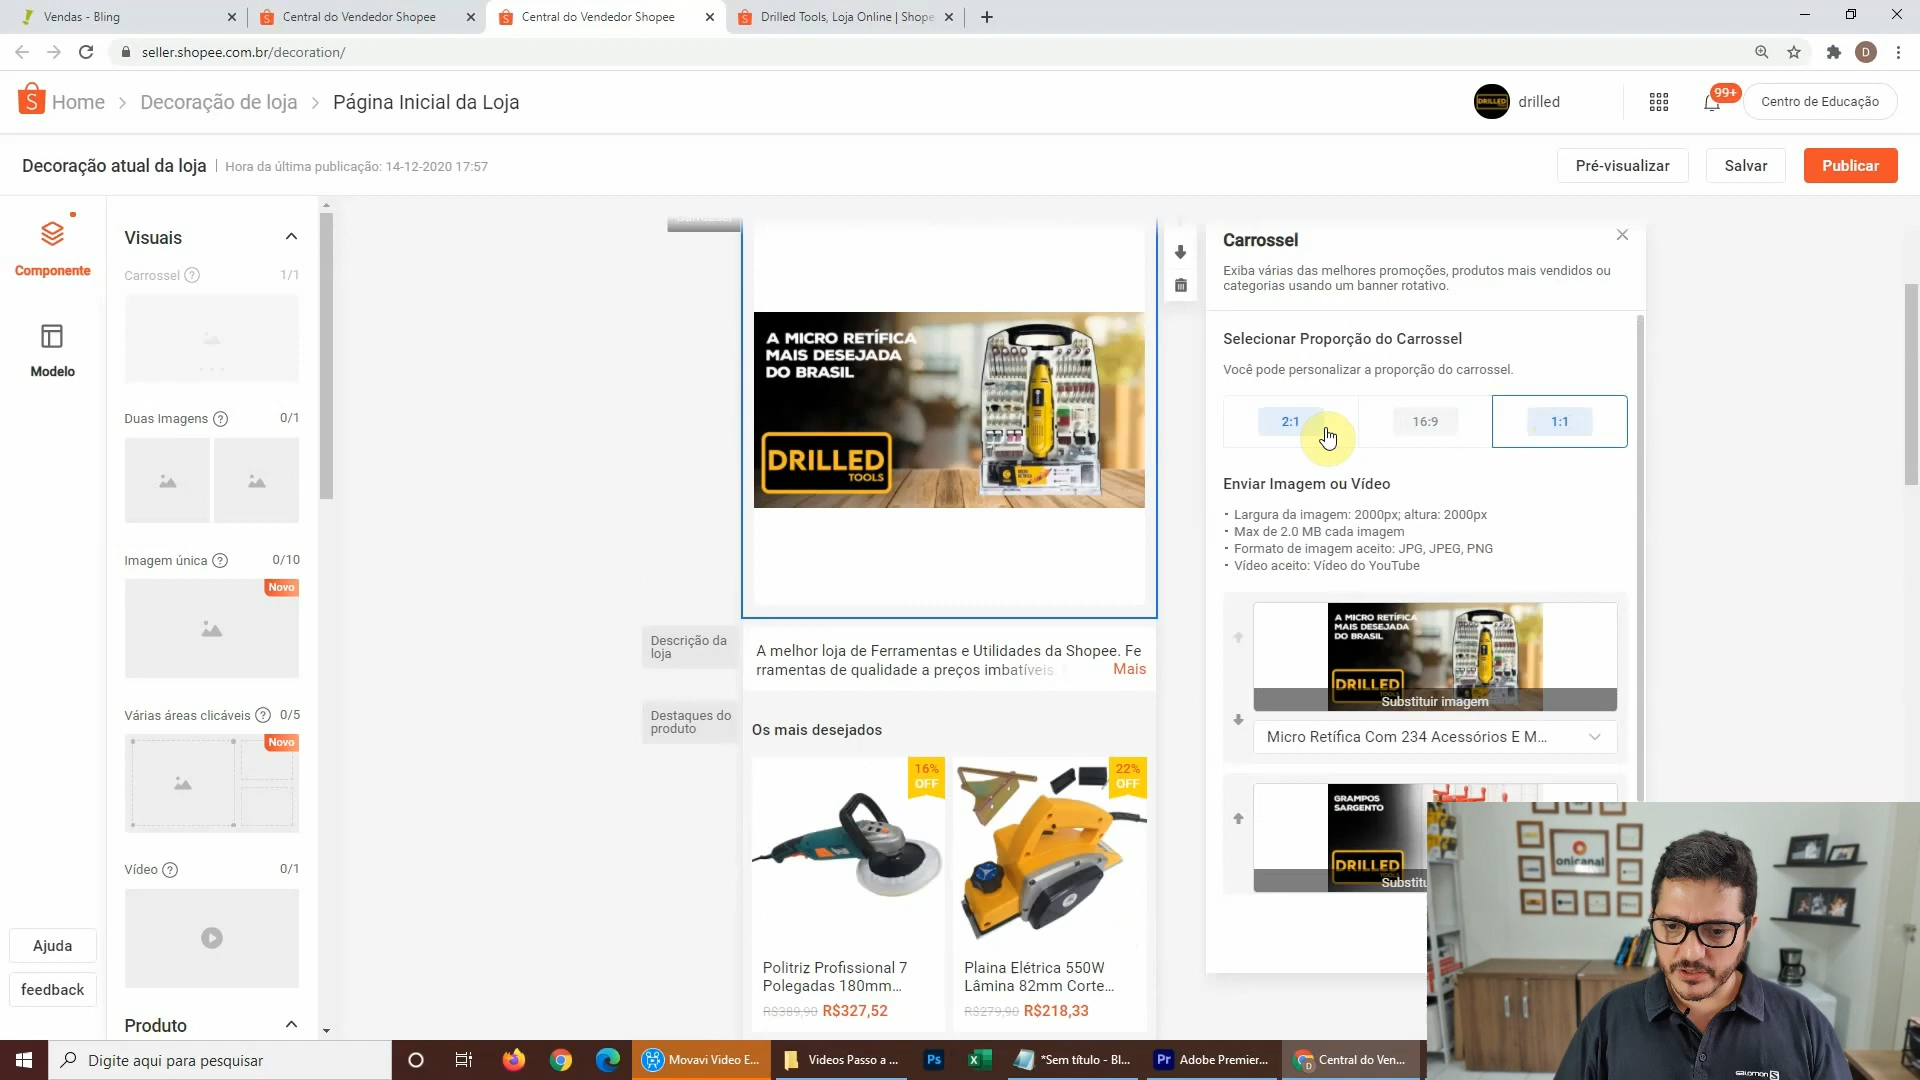 Vendas - Bling
Central do Vendedor Shopee
Central do Vendedor Shopee
Drilled Tools, Loja Online | Shope
seller.shopee.com.br/decoration/
D
Home > Decoração de loja > Página Inicial da Loja
drilled
99+
Centro de Educação
Decoração atual da loja
Hora da última publicação: 14-12-2020 17:57
Pré-visualizar
Salvar
Publicar
Componente
Modelo
Ajuda
feedback
Visuais
Carrossel 1/1
Duas Imagens 0/1
Imagem única 0/10
Novo
Várias áreas clicáveis 0/5
Novo
Vídeo 0/1
Produto
A MICRO RETÍFICA
MAIS DESEJADA
DO BRASIL
DRILLED
TOOLS
Descrição da
loja
A melhor loja de Ferramentas e Utilidades da Shopee. Fe
rramentas de qualidade a preços imbatíveis.
Mais
Destaques do
produto
Os mais desejados
16%
OFF
22%
OFF
Politriz Profissional 7
Polegadas 180mm...
R$389,90 R$327,52
Plaina Elétrica 550W
Lâmina 82mm Corte...
R$279,90 R$218,33
Carrossel
Exiba várias das melhores promoções, produtos mais vendidos ou
categorias usando um banner rotativo.
Selecionar Proporção do Carrossel
Você pode personalizar a proporção do carrossel.
2:1
16:9
1:1
Enviar Imagem ou Vídeo
• Largura da imagem: 2000px; altura: 2000px
• Max de 2.0 MB cada imagem
• Formato de imagem aceito: JPG, JPEG, PNG
• Vídeo aceito: Vídeo do YouTube
A MICRO RETÍFICA
MAIS DESEJADA
DO BRASIL
DRILLED
Substituir imagem
Micro Retífica Com 234 Acessórios E M...
GRAMPOS
SARGENTO
DRILLED
Substitu
onicanal
salomon
Digite aqui para pesquisar
Movavi Video E...
Videos Passo a ...
Ps
*Sem título - Bl...
Pr
Adobe Premier...
Central do Ven...